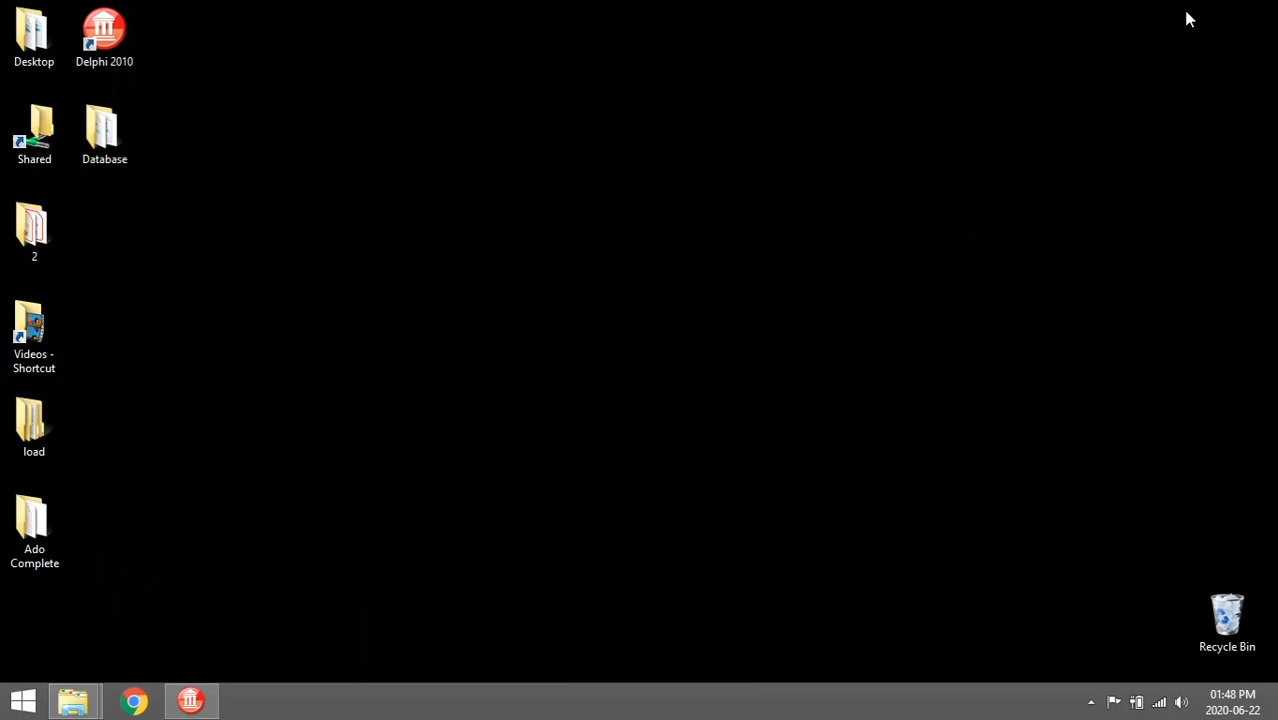 Desktop
Delphi 2010
Shared
Database
2
Videos -
Shortcut
load
Ado
Complete
Recycle Bin
01:48 PM
2020-06-22